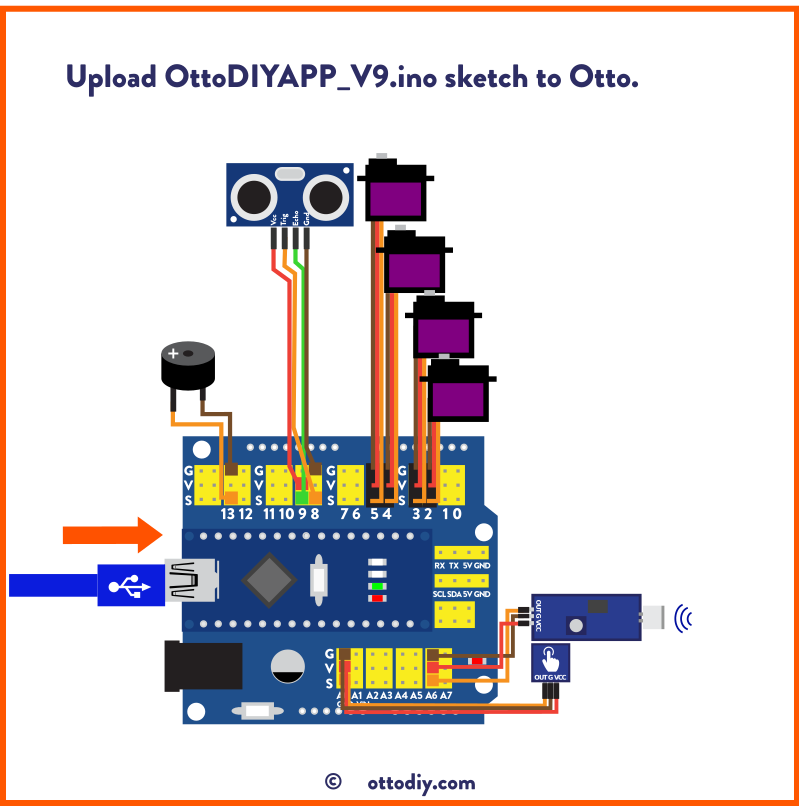 Upload OttoDIYAPP_V9.ino sketch to Otto.
Vcc Trig Echo Gnd
+
G G G G
V V V V
S S S S
13 12 11 10 9 8 7 6 5 4 3 2 1 0
RX TX 5V GND
SCL SDA 5V GND
OUT G VCC
G
V
S
OUT G VCC
A1 A2 A3 A4 A5 A6 A7
© ottodiy.com